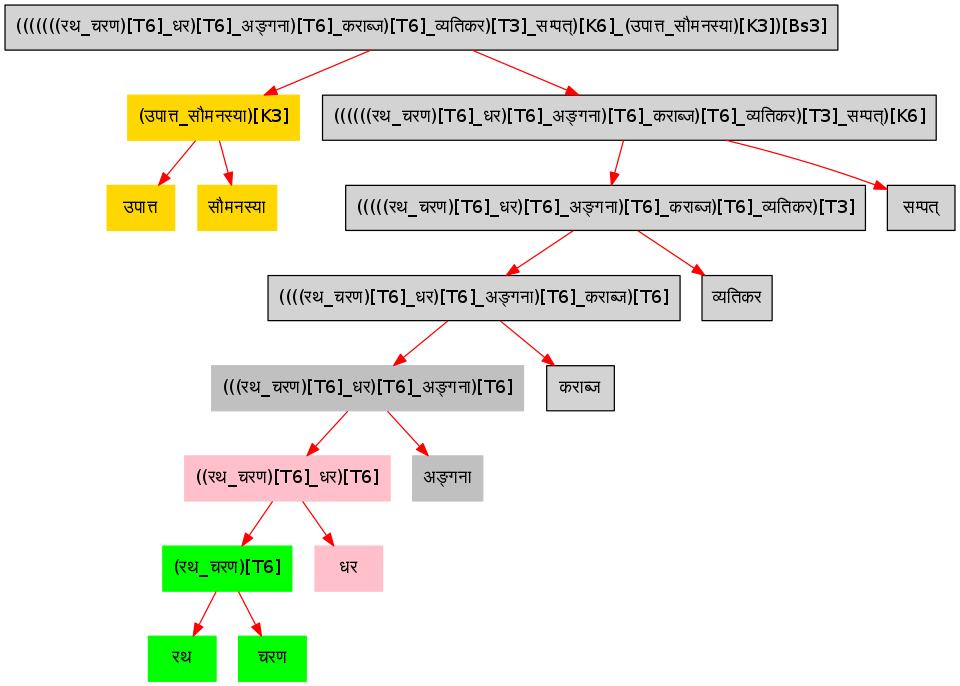 (((((((रथ_चरण)[T6]_धर)[T6]_अङ्गना)[T6]_कराब्ज)[T6]_व्यतिकर)[T3]_सम्पत्)[K6]_(उपात्त_सौमनस्या)[K3])[Bs3]
(उपात्त_सौमनस्या)[K3]
((((((रथ_चरण)[T6]_धर)[T6]_अङ्गना)[T6]_कराब्ज)[T6]_व्यतिकर)[T3]_सम्पत्)[K6]
उपात्त
सौमनस्या
(((((रथ_चरण)[T6]_धर)[T6]_अङ्गना)[T6]_कराब्ज)[T6]_व्यतिकर)[T3]
सम्पत्
((((रथ_चरण)[T6]_धर)[T6]_अङ्गना)[T6]_कराब्ज)[T6]
व्यतिकर
(((रथ_चरण)[T6]_धर)[T6]_अङ्गना)[T6]
कराब्ज
((रथ_चरण)[T6]_धर)[T6]
अङ्गना
(रथ_चरण)[T6]
धर
रथ
चरण